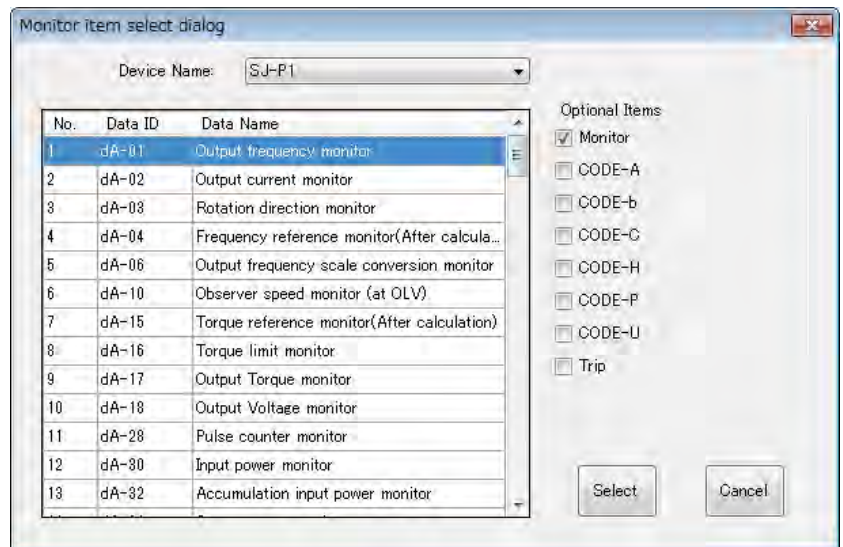 Monitor item select dialog
Device Name: SJ-P1
No. Data ID Data Name
1 dA-01 Output frequency monitor
2 dA-02 Output current monitor
3 dA-03 Rotation direction monitor
4 dA-04 Frequency reference monitor(After calcula...
5 dA-06 Output frequency scale conversion monitor
6 dA-10 Observer speed monitor (at OLV)
7 dA-15 Torque reference monitor(After calculation)
8 dA-16 Torque limit monitor
9 dA-17 Output Torque monitor
10 dA-18 Output Voltage monitor
11 dA-28 Pulse counter monitor
12 dA-30 Input power monitor
13 dA-32 Accumulation input power monitor
Optional Items
Monitor
CODE-A
CODE-b
CODE-C
CODE-H
CODE-P
CODE-U
Trip
Select Cancel